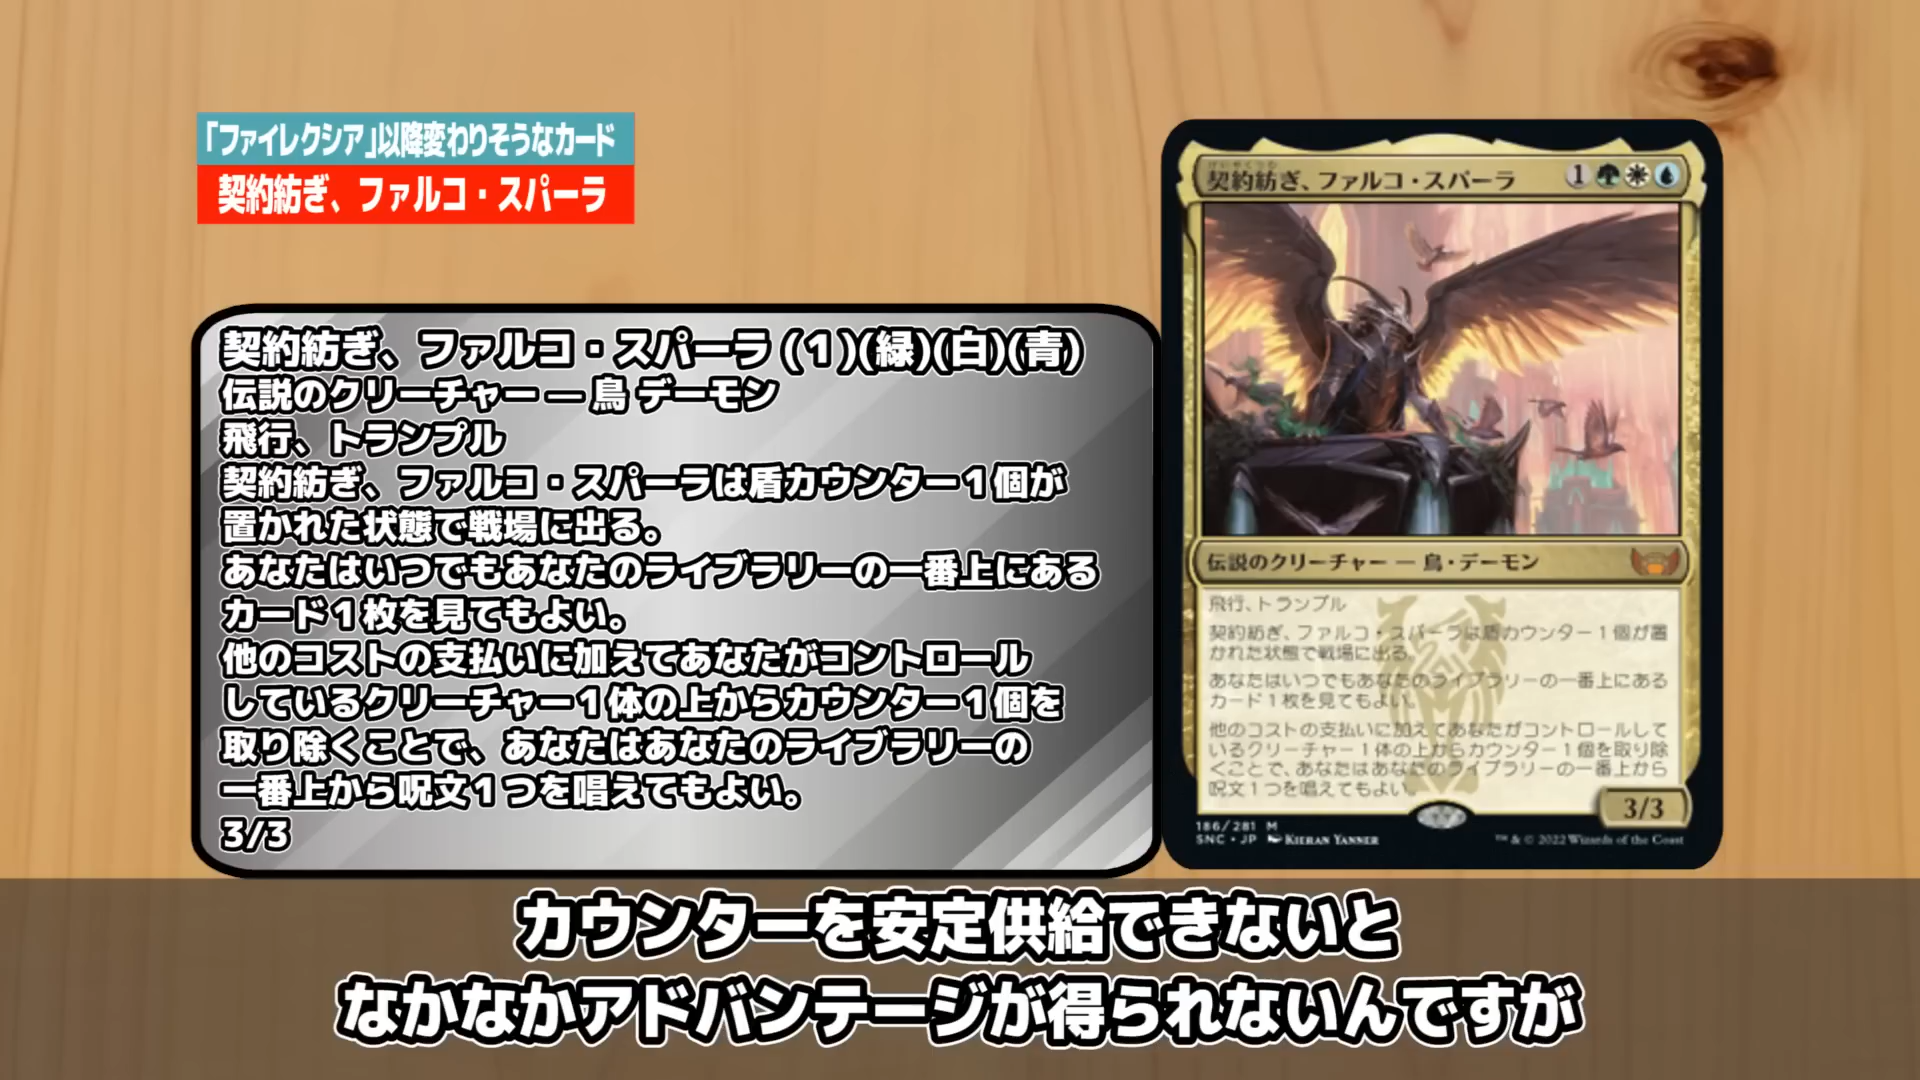 「ファイレクシア」以降変わりそうなカード
契約紡ぎ、ファルコ・スパーラ
契約紡ぎ、ファルコ・スパーラ (1)(緑)(白)(青)
伝説のクリーチャー ― 鳥 デーモン
飛行、トランプル
契約紡ぎ、ファルコ・スパーラは盾カウンター1個が
置かれた状態で戦場に出る。
あなたはいつでもあなたのライブラリーの一番上にある
カード1枚を見てもよい。
他のコストの支払いに加えてあなたがコントロール
しているクリーチャー1体の上からカウンター1個を
取り除くことで、あなたはあなたのライブラリーの
一番上から呪文1つを唱えてもよい。
3/3
契約紡ぎ、ファルコ・スパーラ 1
伝説のクリーチャー ― 鳥・デーモン
飛行、トランプル
契約紡ぎ、ファルコ・スパーラは盾カウンター1個が置
かれた状態で戦場に出る。
あなたはいつでもあなたのライブラリーの一番上にある
カード1枚を見てもよい。
他のコストの支払いに加えてあなたがコントロールして
いるクリーチャー1体の上からカウンター1個を取り除
くことで、あなたはあなたのライブラリーの一番上から
呪文1つを唱えてもよい。
3/3
186/281 M
SNC・JP KIERAN YANNER
™ & © 2022 Wizards of the Coast
カウンターを安定供給できないと
なかなかアドバンテージが得られないんですが